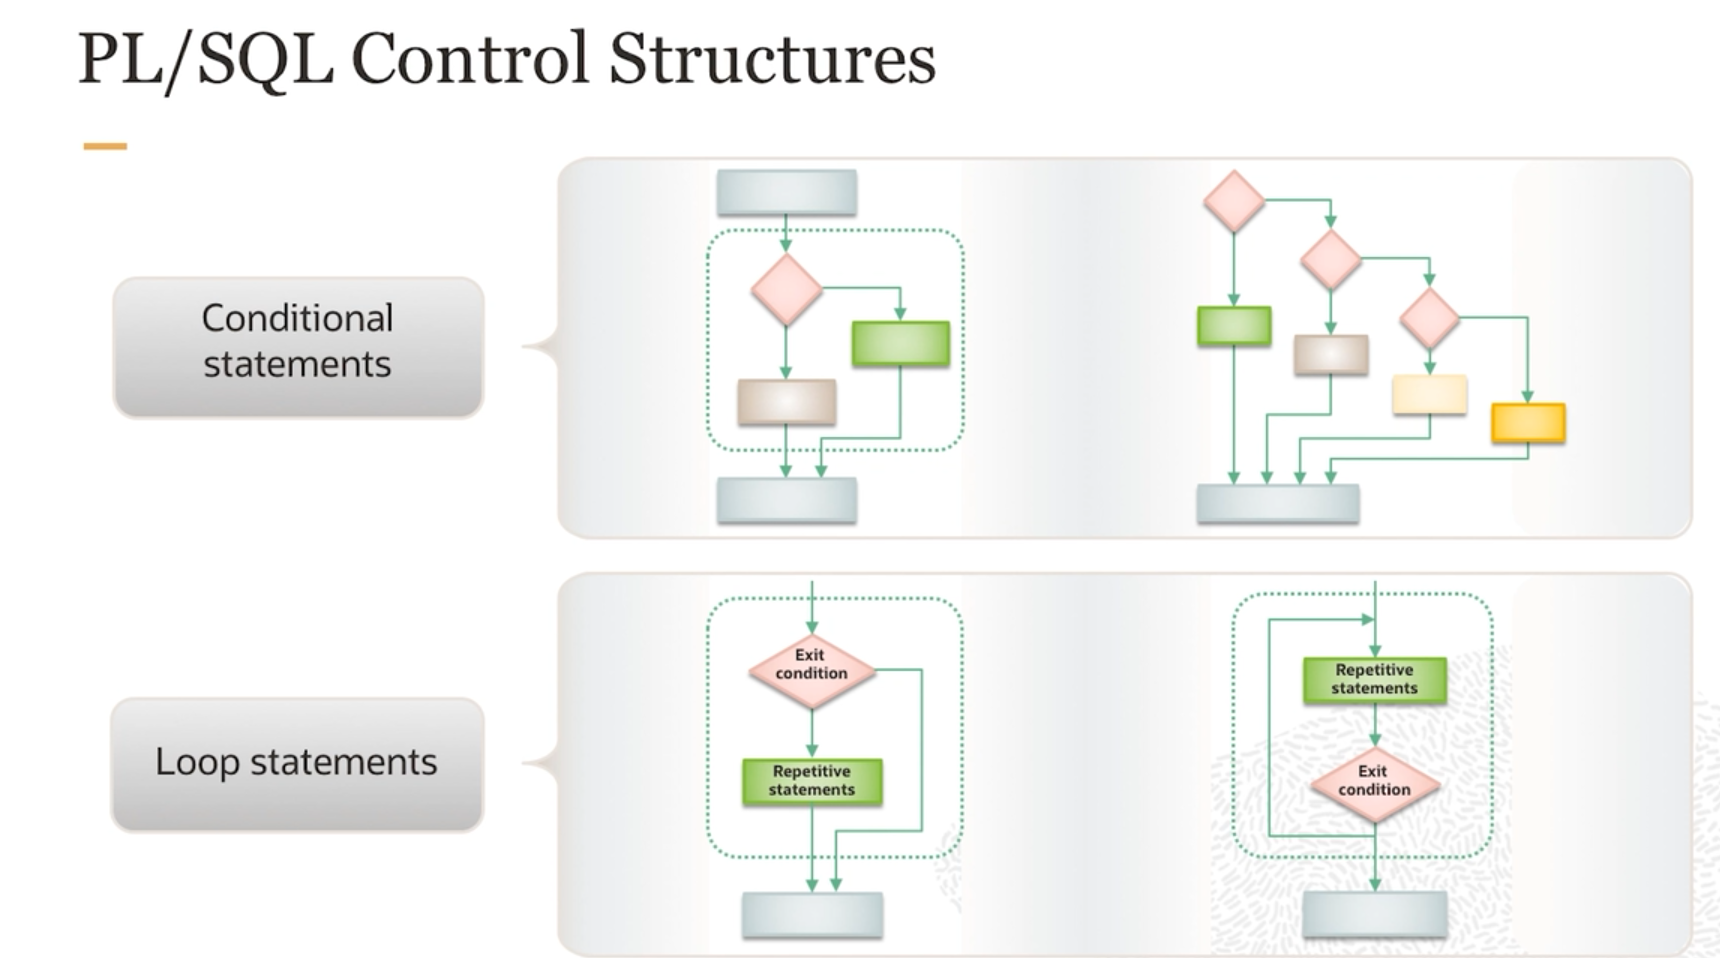 PL/SQL Control Structures
Conditional
statements
Loop statements
Exit
condition
Repetitive
statements
Repetitive
statements
Exit
condition